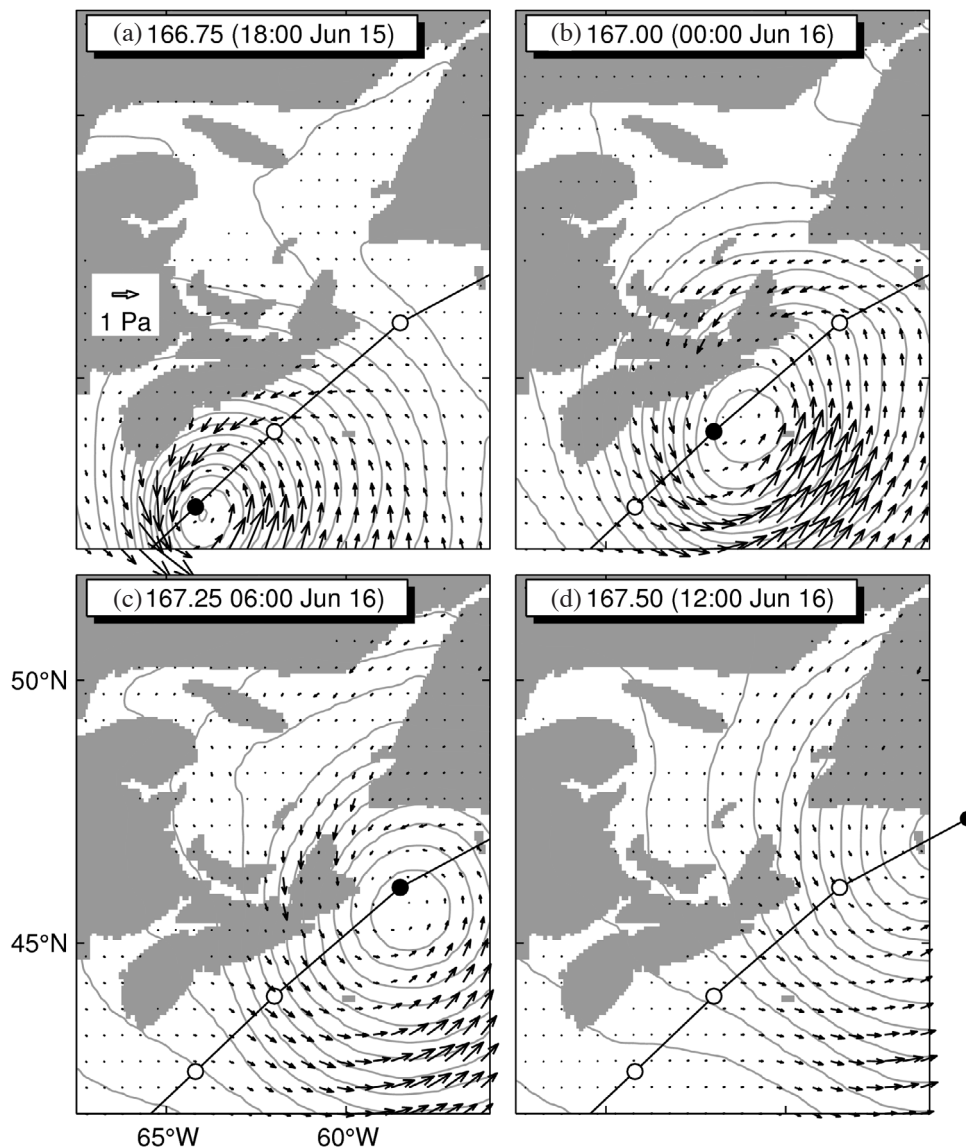 (a) 166.75 (18:00 Jun 15)
(b) 167.00 (00:00 Jun 16)
1 Pa
(c) 167.25 06:00 Jun 16)
(d) 167.50 (12:00 Jun 16)
50°N
45°N
65°W 60°W